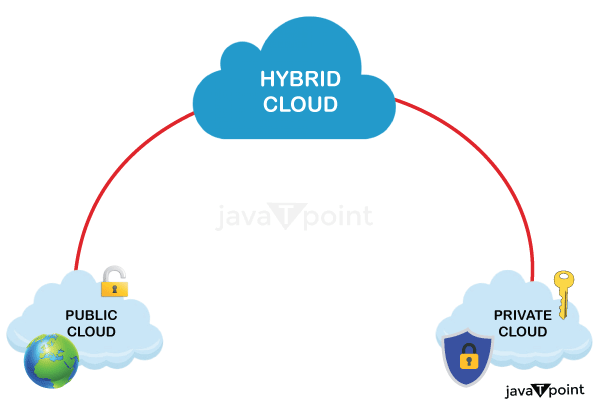 HYBRID
CLOUD
javaTpoint
PUBLIC
CLOUD
PRIVATE
CLOUD
javaTpoint